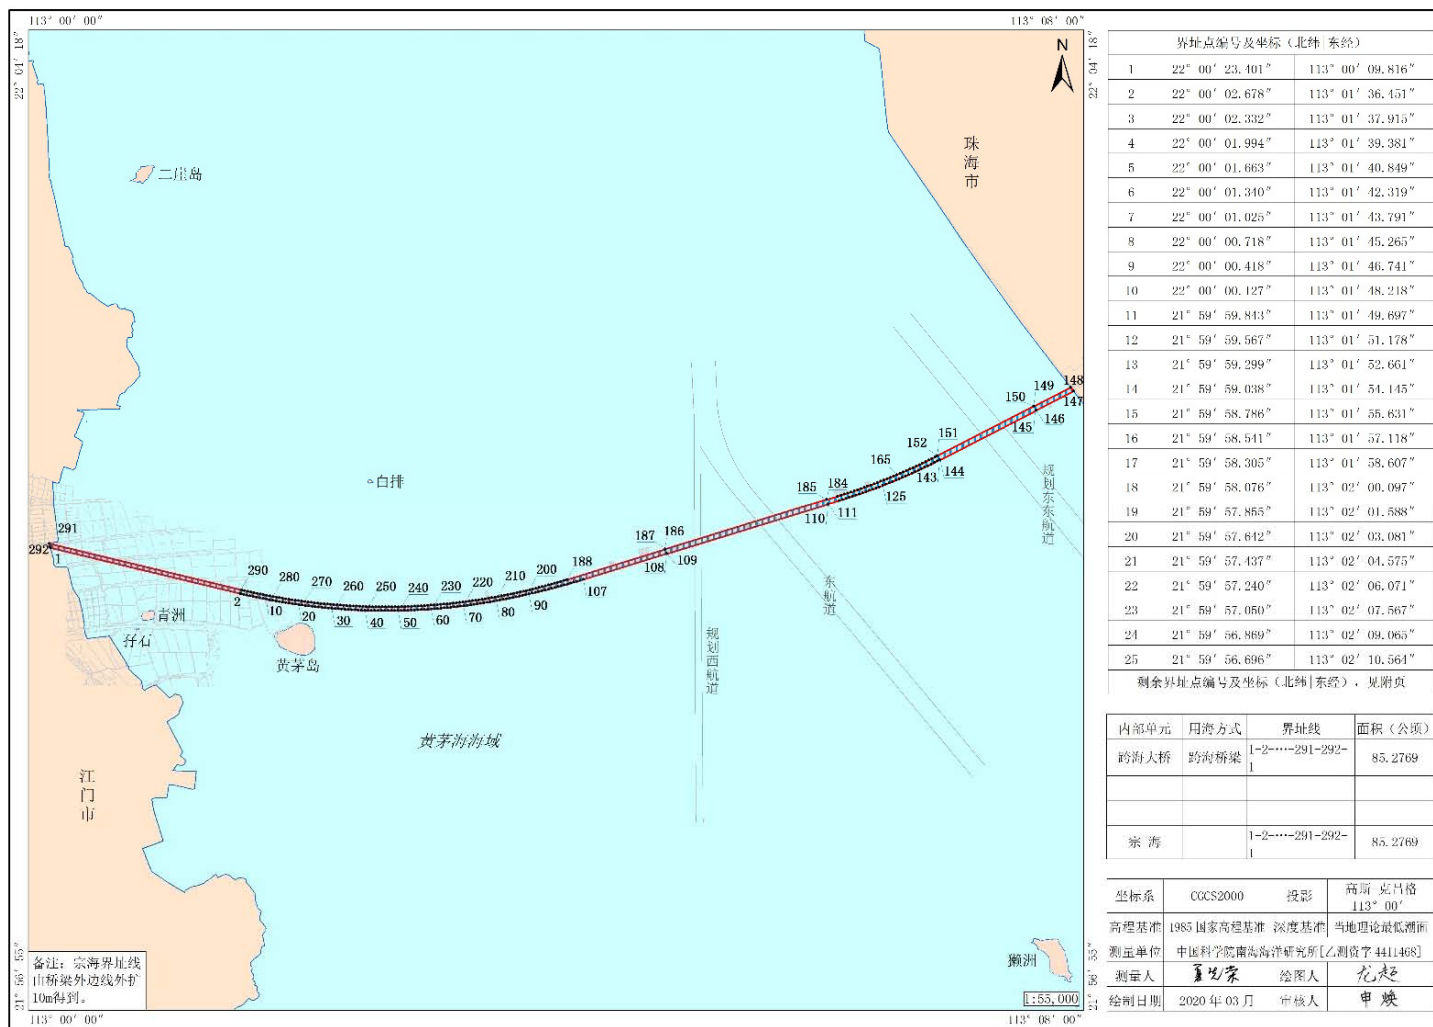 113° 00′ 00″
113° 08′ 00″
22° 04′ 18″
22° 04′ 18″
N
珠海市
二崖岛
白排
149
148
150
147
146
145
151
152
144
143
165
125
185
184
110
111
187
186
108
109
188
107
291
292
1
290
280
270
260
250
240
230
220
210
200
2
10
20
30
40
50
60
70
80
90
青洲
孖石
黄茅岛
规划东东航道
东航道
规划西航道
黄茅海海域
江门市
獭洲
备注：宗海界址线
由桥梁外边线外扩
10m得到。
1:55,000
21° 56′ 55″
21° 56′ 55″
113° 00′ 00″
113° 08′ 00″
界址点编号及坐标（北纬|东经）
1 22° 00′ 23.401″ 113° 00′ 09.816″
2 22° 00′ 02.678″ 113° 01′ 36.451″
3 22° 00′ 02.332″ 113° 01′ 37.915″
4 22° 00′ 01.994″ 113° 01′ 39.381″
5 22° 00′ 01.663″ 113° 01′ 40.849″
6 22° 00′ 01.340″ 113° 01′ 42.319″
7 22° 00′ 01.025″ 113° 01′ 43.791″
8 22° 00′ 00.718″ 113° 01′ 45.265″
9 22° 00′ 00.418″ 113° 01′ 46.741″
10 22° 00′ 00.127″ 113° 01′ 48.218″
11 21° 59′ 59.843″ 113° 01′ 49.697″
12 21° 59′ 59.567″ 113° 01′ 51.178″
13 21° 59′ 59.299″ 113° 01′ 52.661″
14 21° 59′ 59.038″ 113° 01′ 54.145″
15 21° 59′ 58.786″ 113° 01′ 55.631″
16 21° 59′ 58.541″ 113° 01′ 57.118″
17 21° 59′ 58.305″ 113° 01′ 58.607″
18 21° 59′ 58.076″ 113° 02′ 00.097″
19 21° 59′ 57.855″ 113° 02′ 01.588″
20 21° 59′ 57.642″ 113° 02′ 03.081″
21 21° 59′ 57.437″ 113° 02′ 04.575″
22 21° 59′ 57.240″ 113° 02′ 06.071″
23 21° 59′ 57.050″ 113° 02′ 07.567″
24 21° 59′ 56.869″ 113° 02′ 09.065″
25 21° 59′ 56.696″ 113° 02′ 10.564″
剩余界址点编号及坐标（北纬|东经），见附页
内部单元 用海方式 界址线 面积（公顷）
跨海大桥 跨海桥梁 1-2-…-291-292-1 85.2769
宗海 1-2-…-291-292-1 85.2769
坐标系 CGCS2000 投影 高斯-克吕格 113° 00′
高程基准 1985国家高程基准 深度基准 当地理论最低潮面
测量单位 中国科学院南海海洋研究所[乙测资字4411468]
测量人 绘图人 龙超
绘制日期 2020年03月 审核人 申焕